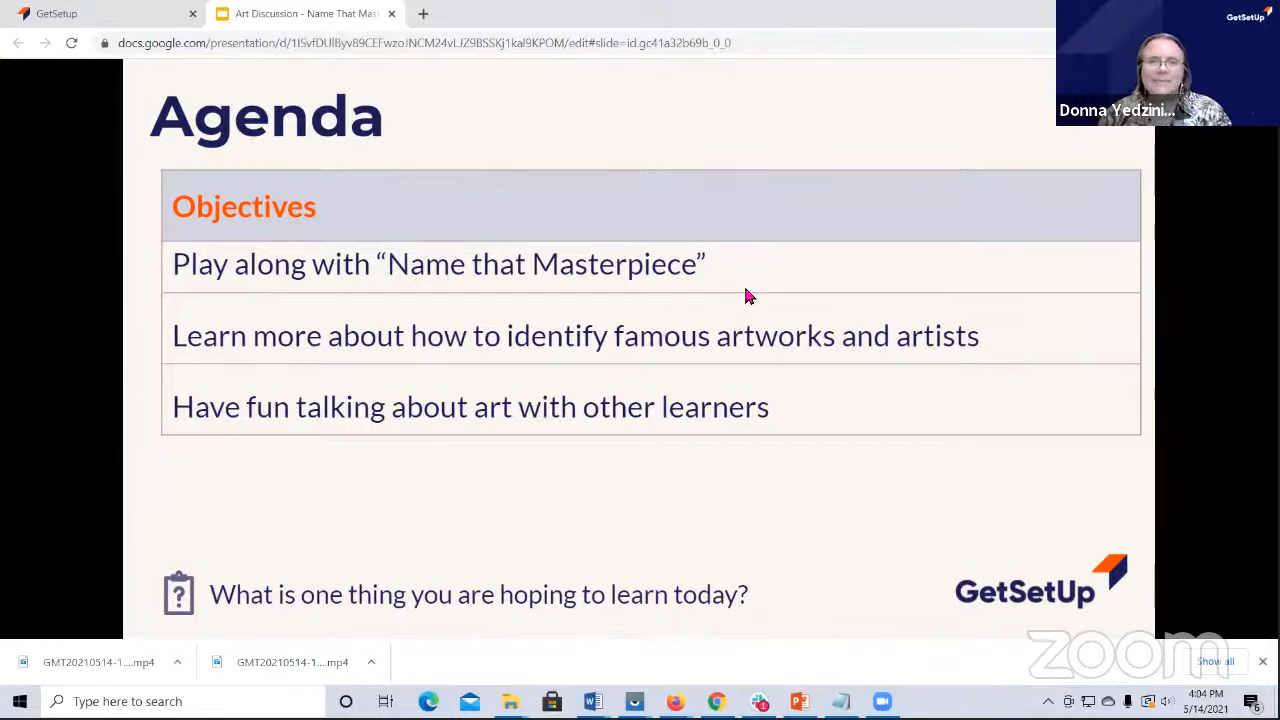 GetSetup
Art Discussion - Name That Mast
GetSetUp
docs.google.com/presentation/d/1ISvfDUlByv89CEFwzoJNCM24xLIZ9BSSKj1kal9KPOM/edit#slide=id.gc41a32b69b_0_0
Donna Yedzini...
Agenda
Objectives
Play along with “Name that Masterpiece”
Learn more about how to identify famous artworks and artists
Have fun talking about art with other learners
What is one thing you are hoping to learn today?
GetSetUp
zoom
GMT20210514-1....mp4
GMT20210514-1....mp4
Show all
Type here to search
4:04 PM
5/14/2021
6